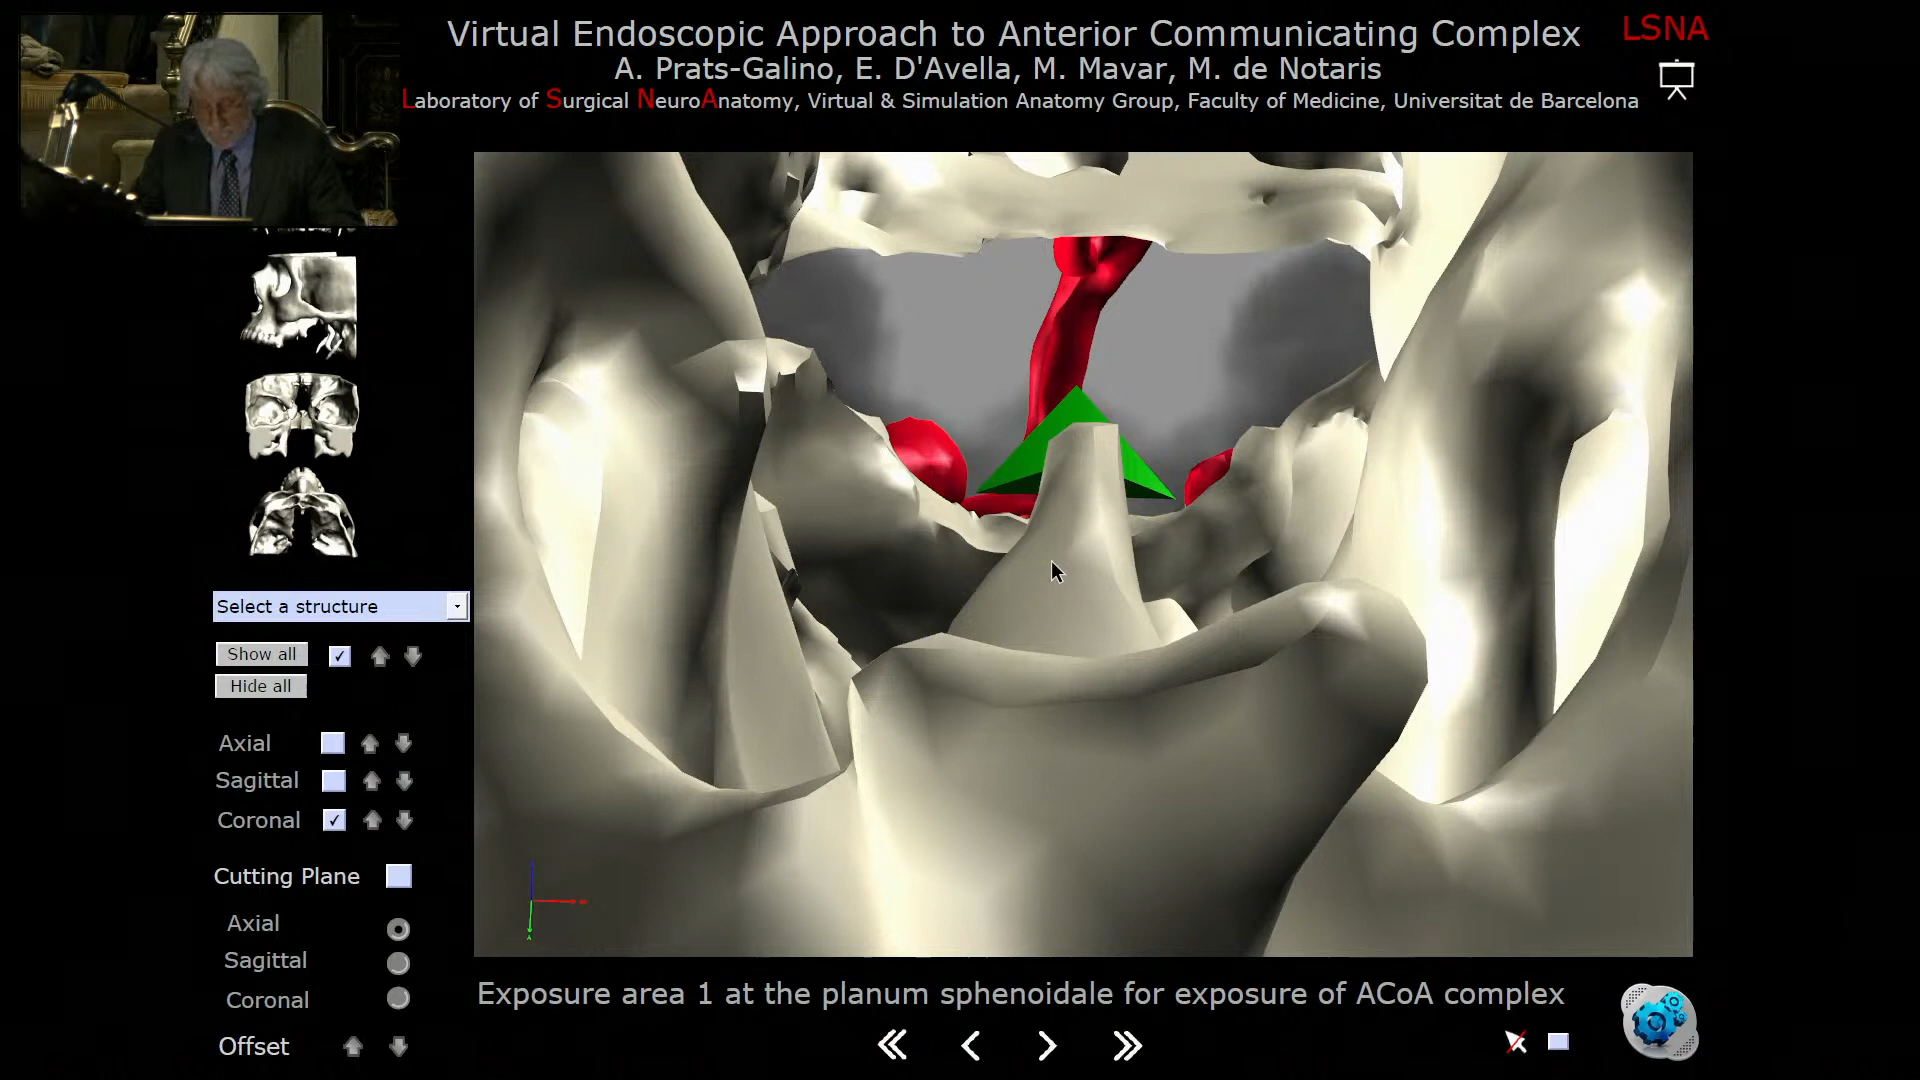 Virtual Endoscopic Approach to Anterior Communicating Complex
LSNA
A. Prats-Galino, E. D'Avella, M. Mavar, M. de Notaris
Laboratory of Surgical NeuroAnatomy, Virtual & Simulation Anatomy Group, Faculty of Medicine, Universitat de Barcelona
Select a structure
Show all
Hide all
Axial
Sagittal
Coronal
Cutting Plane
Axial
Sagittal
Coronal
Offset
Exposure area 1 at the planum sphenoidale for exposure of ACoA complex